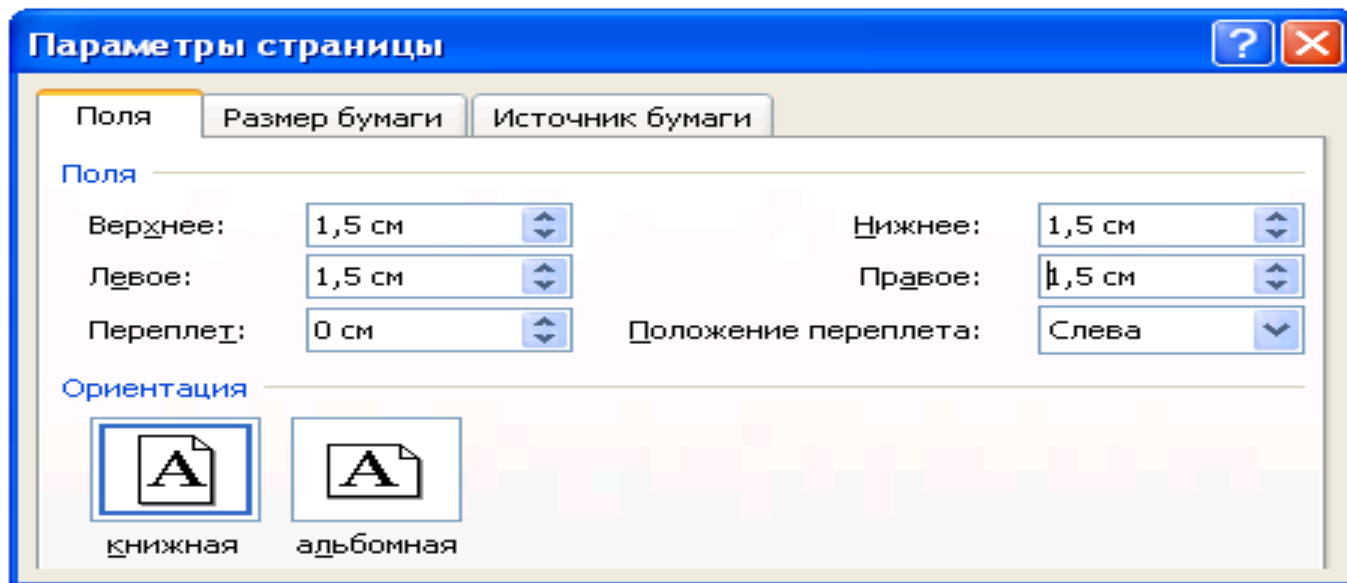 Параметры страницы
Поля Размер бумаги Источник бумаги
Поля
Верхнее: 1,5 см Нижнее: 1,5 см
Левое: 1,5 см Правое: 1,5 см
Переплет: 0 см Положение переплета: Слева
Ориентация
A A
книжная альбомная